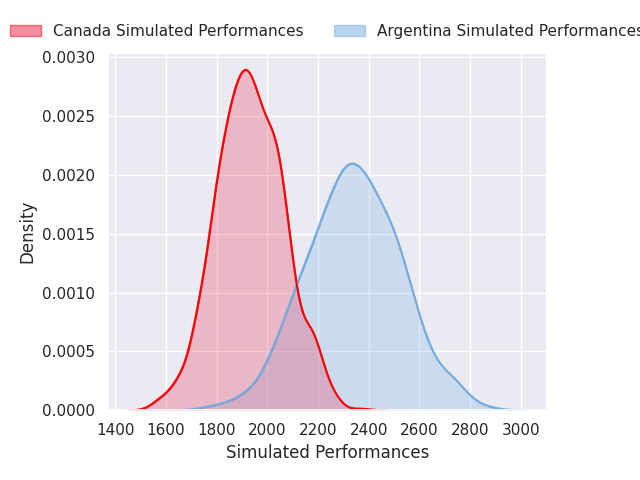 Canada Simulated Performances
Argentina Simulated Performances
0.0030
0.0025
0.0020
0.0015
0.0010
0.0005
0.0000
Density
1400 1600 1800 2000 2200 2400 2600 2800 3000
Simulated Performances